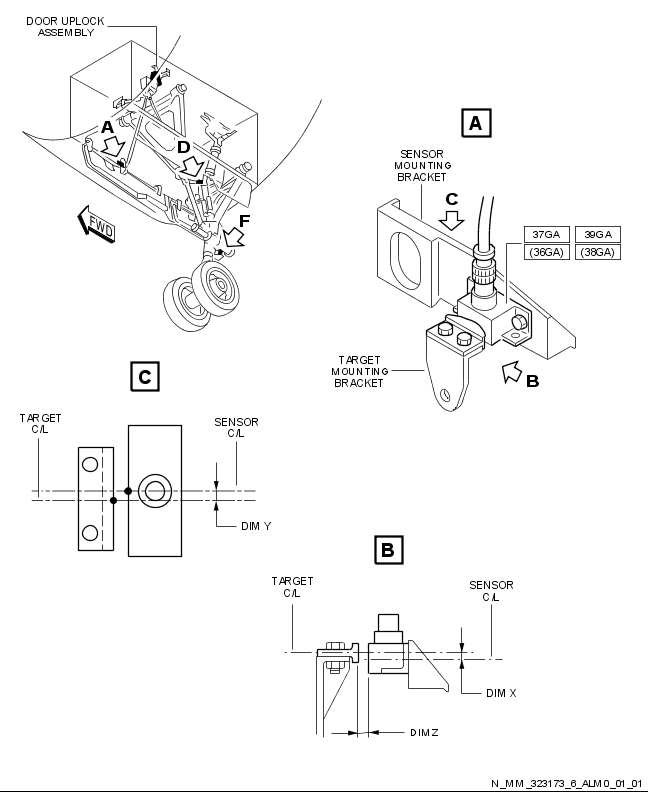 DOOR UPLOCK
ASSEMBLY
A
D
F
FWD
A
SENSOR
MOUNTING
BRACKET
C
37GA 39GA
(36GA) (38GA)
TARGET
MOUNTING
BRACKET
B
C
TARGET
C/L
SENSOR
C/L
DIM Y
B
TARGET
C/L
SENSOR
C/L
DIM X
DIM Z
N_MM_323173_6_ALM0_01_01